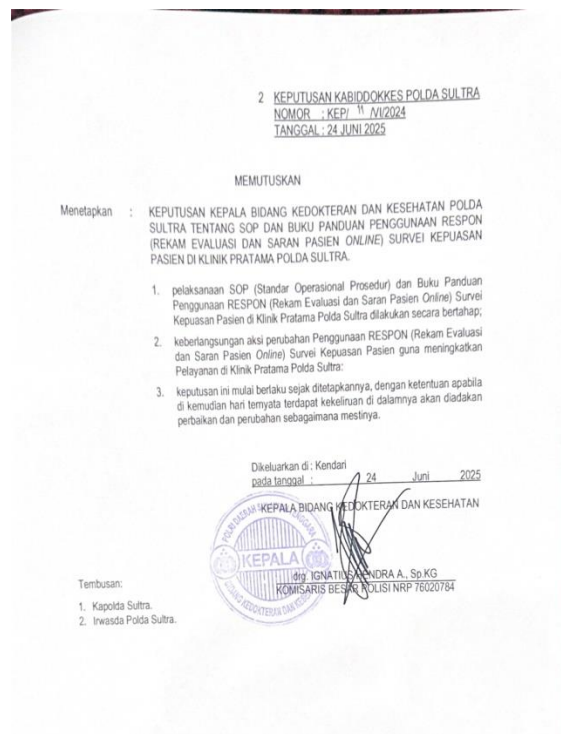 2 KEPUTUSAN KABIDDOKKES POLDA SULTRA
NOMOR : KEP/ 11 /VI/2024
TANGGAL : 24 JUNI 2025
MEMUTUSKAN
Menetapkan : KEPUTUSAN KEPALA BIDANG KEDOKTERAN DAN KESEHATAN POLDA
SULTRA TENTANG SOP DAN BUKU PANDUAN PENGGUNAAN RESPON
(REKAM EVALUASI DAN SARAN PASIEN ONLINE) SURVEI KEPUASAN
PASIEN DI KLINIK PRATAMA POLDA SULTRA.
1. pelaksanaan SOP (Standar Operasional Prosedur) dan Buku Panduan
Penggunaan RESPON (Rekam Evaluasi dan Saran Pasien Online) Survei
Kepuasan Pasien di Klinik Pratama Polda Sultra dilakukan secara bertahap;
2. keberlangsungan aksi perubahan Penggunaan RESPON (Rekam Evaluasi
dan Saran Pasien Online) Survei Kepuasan Pasien guna meningkatkan
Pelayanan di Klinik Pratama Polda Sultra:
3. keputusan ini mulai berlaku sejak ditetapkannya, dengan ketentuan apabila
di kemudian hari ternyata terdapat kekeliruan di dalamnya akan diadakan
perbaikan dan perubahan sebagaimana mestinya.
Dikeluarkan di : Kendari
pada tanggal : 24 Juni 2025
KEPALA BIDANG KEDOKTERAN DAN KESEHATAN
KEPALA
drg. IGNATIUS HENDRA A., Sp.KG
KOMISARIS BESAR POLISI NRP 76020784
Tembusan:
1. Kapolda Sultra.
2. Irwasda Polda Sultra.